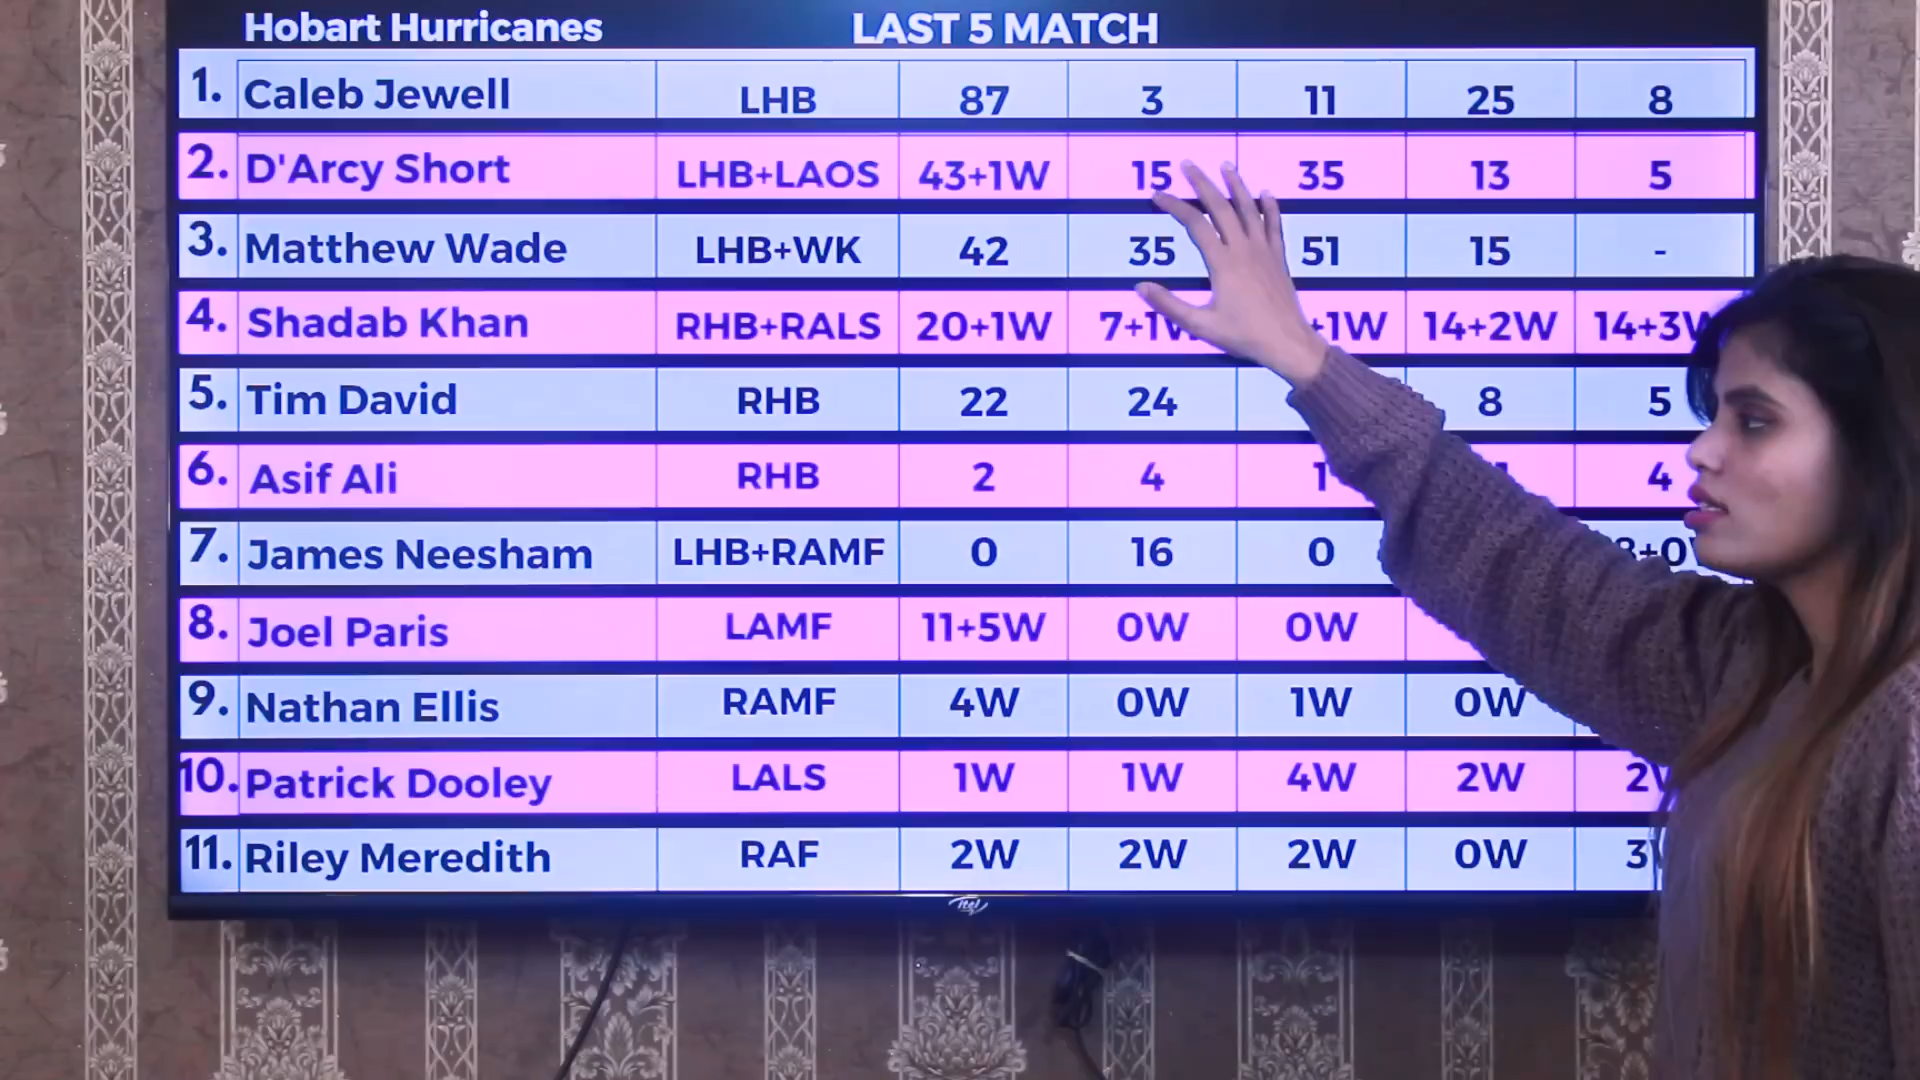 Hobart Hurricanes LAST 5 MATCH
1. Caleb Jewell LHB 87 3 11 25 8
2. D'Arcy Short LHB+LAOS 43+1W 15 35 13 5
3. Matthew Wade LHB+WK 42 35 51 15 -
4. Shadab Khan RHB+RALS 20+1W 14+2W
5. Tim David RHB 22 24 8 5
6. Asif Ali RHB 2 4 4
7. James Neesham LHB+RAMF 0 16 0
8. Joel Paris LAMF 11+5W 0W 0W
9. Nathan Ellis RAMF 4W 0W 1W 0W
10. Patrick Dooley LALS 1W 1W 4W 2W
11. Riley Meredith RAF 2W 2W 2W 0W
itel